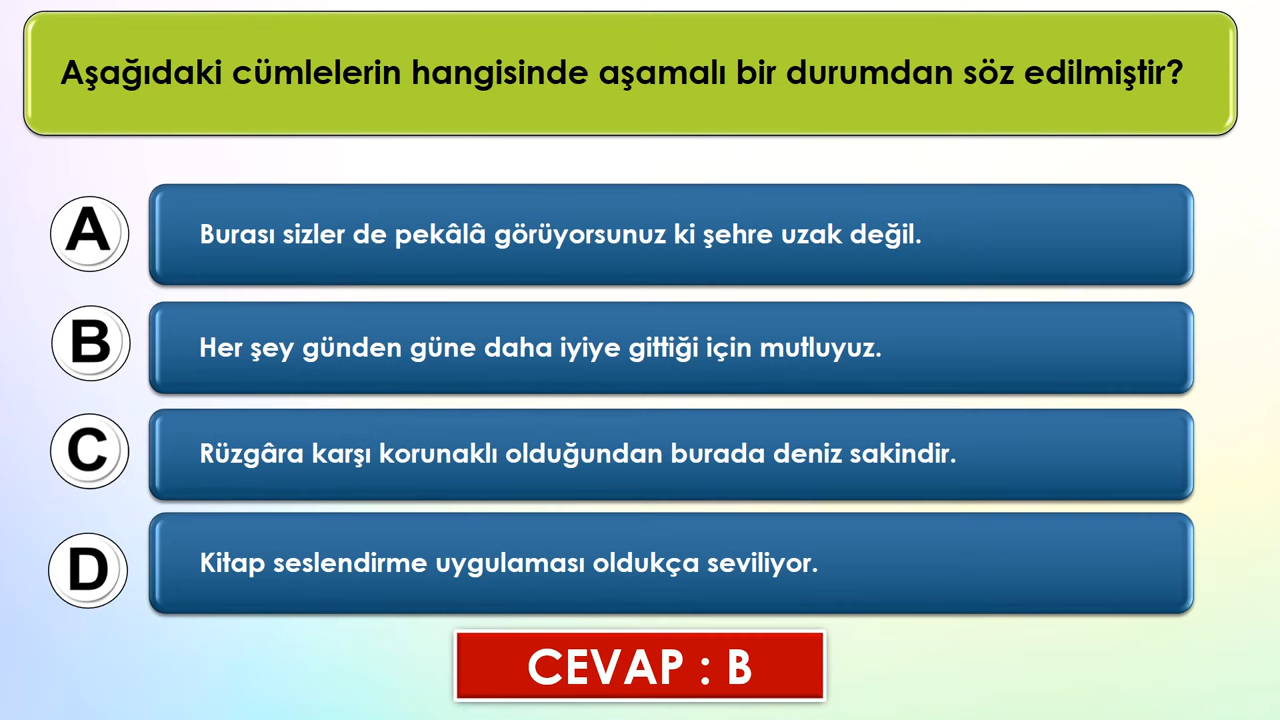 Aşağıdaki cümlelerin hangisinde aşamalı bir durumdan söz edilmiştir?
A
Burası sizler de pekâlâ görüyorsunuz ki şehre uzak değil.
B
Her şey günden güne daha iyiye gittiği için mutluyuz.
C
Rüzgâra karşı korunaklı olduğundan burada deniz sakindir.
D
Kitap seslendirme uygulaması oldukça seviliyor.
CEVAP : B